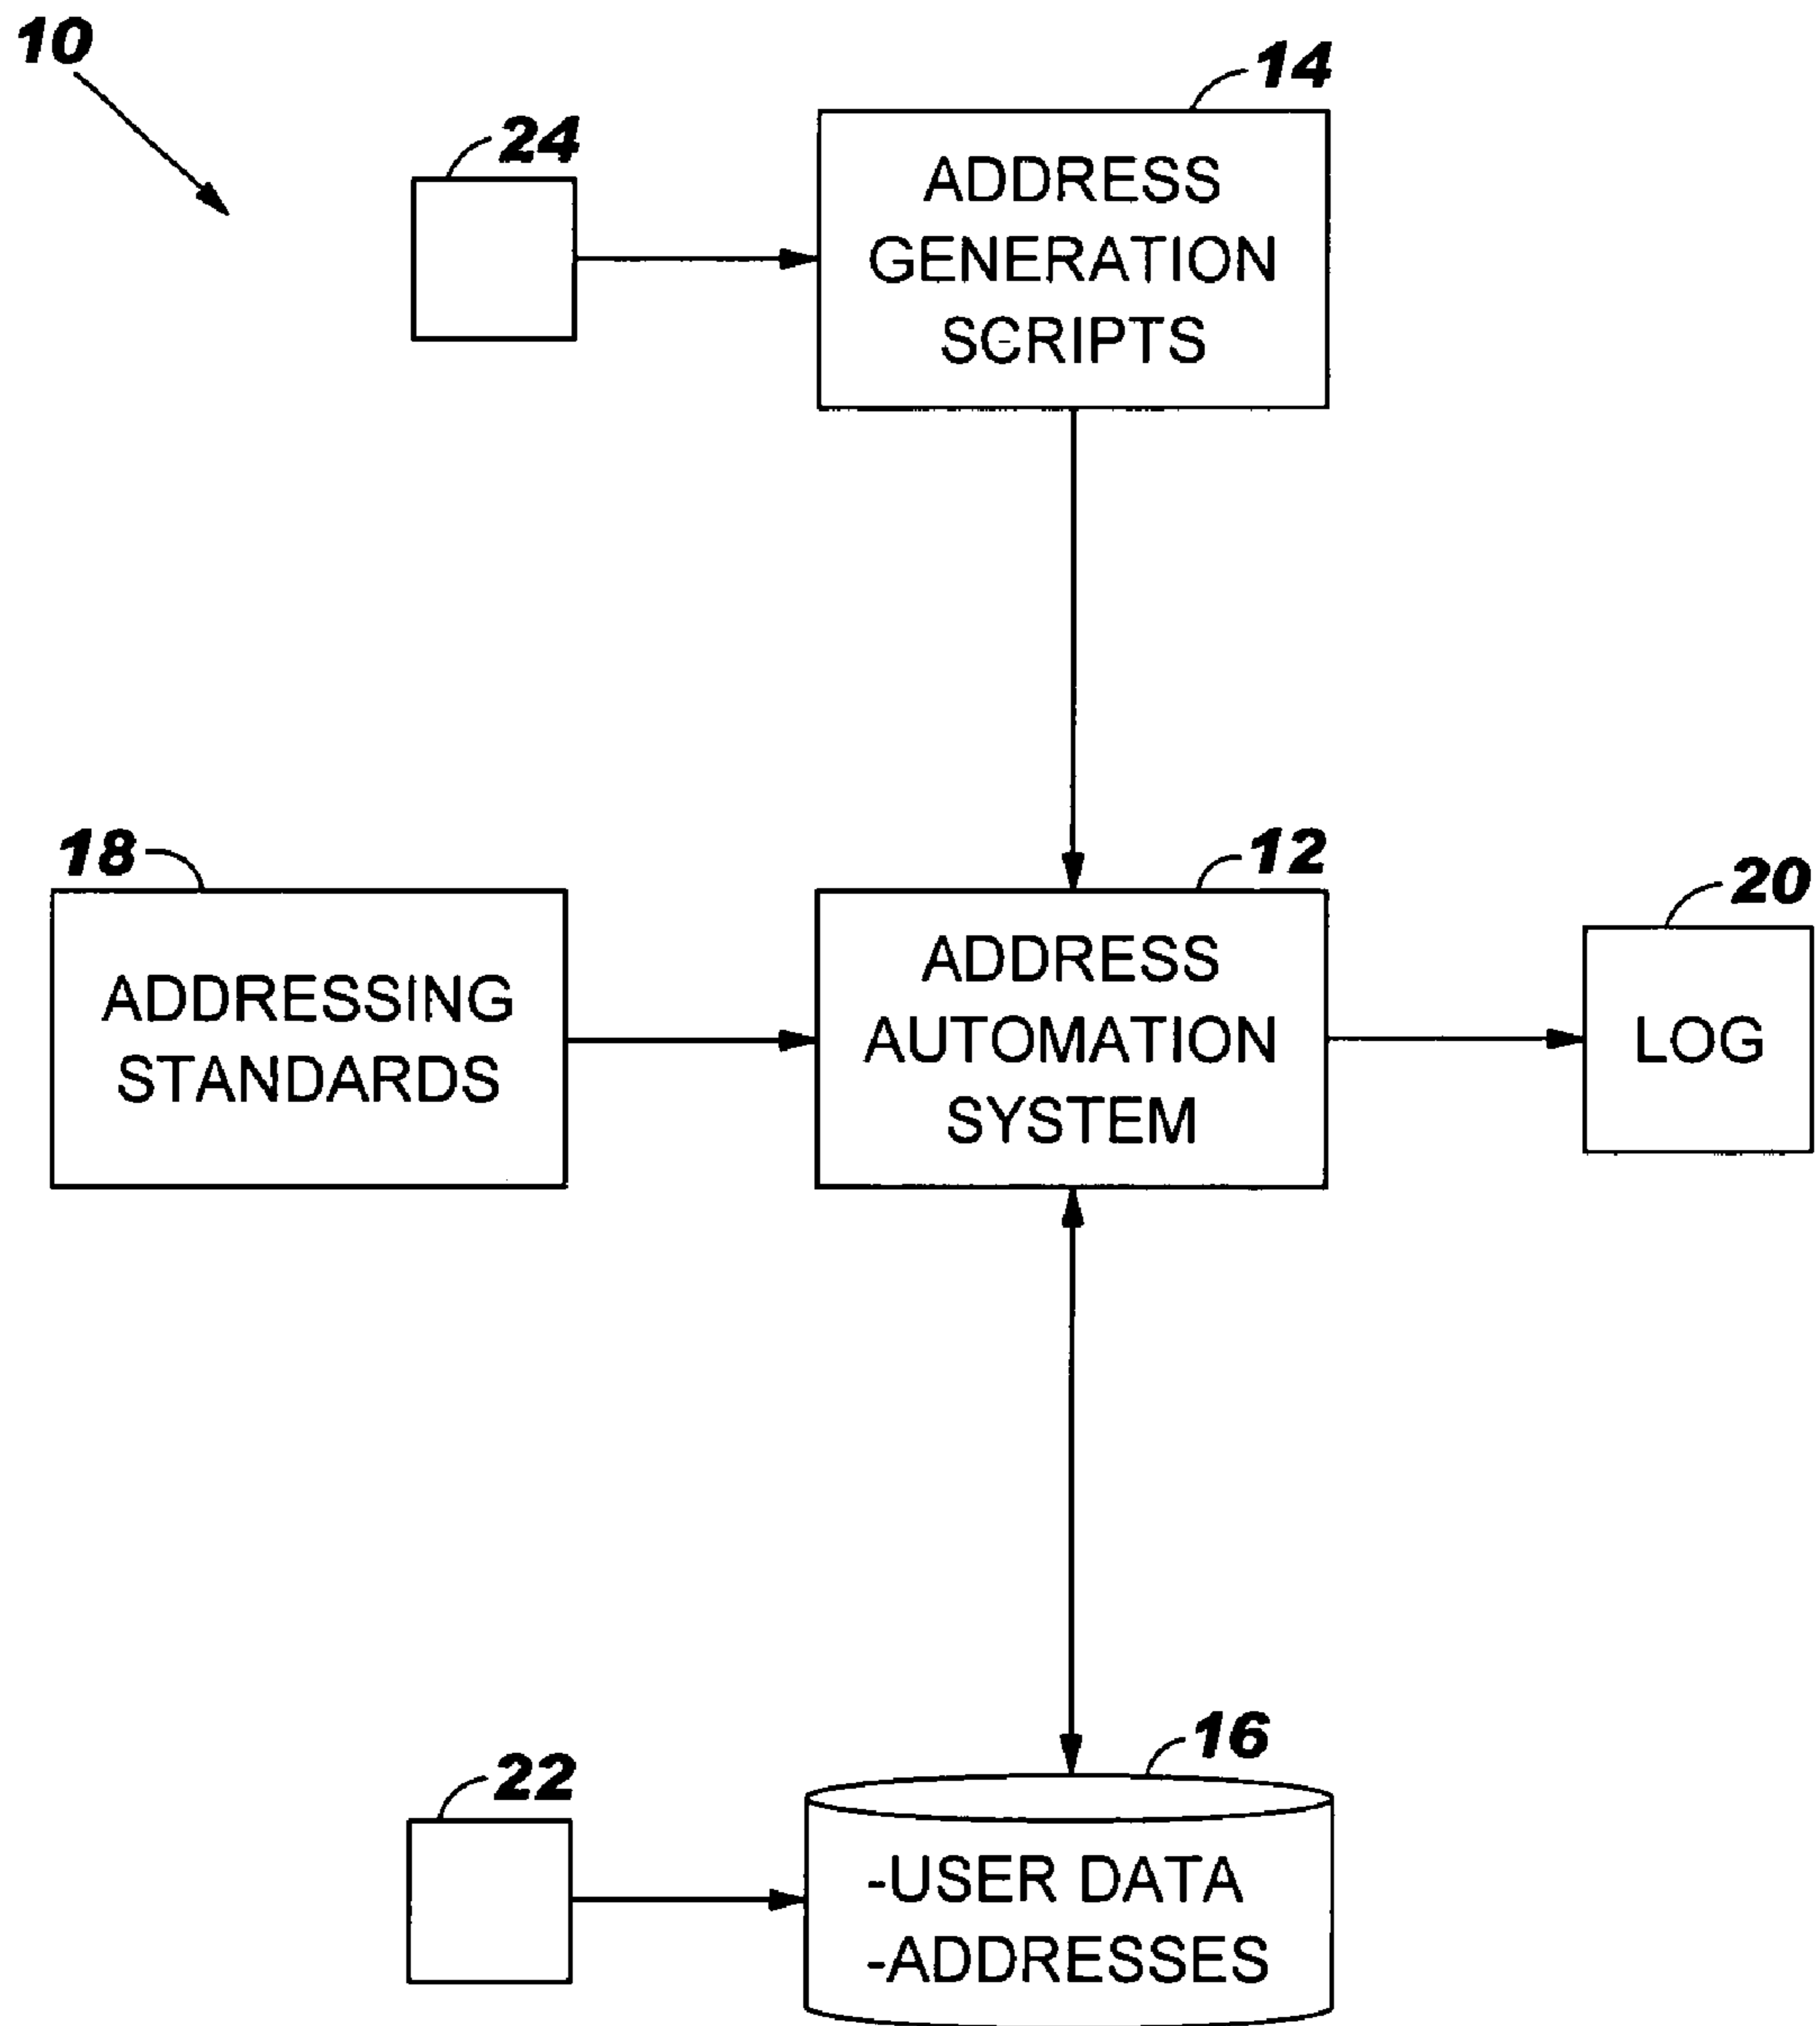 10
14
24
ADDRESS
GENERATION
SCRIPTS
18
12
20
ADDRESSING
STANDARDS
ADDRESS
AUTOMATION
SYSTEM
LOG
16
22
-USER DATA
-ADDRESSES